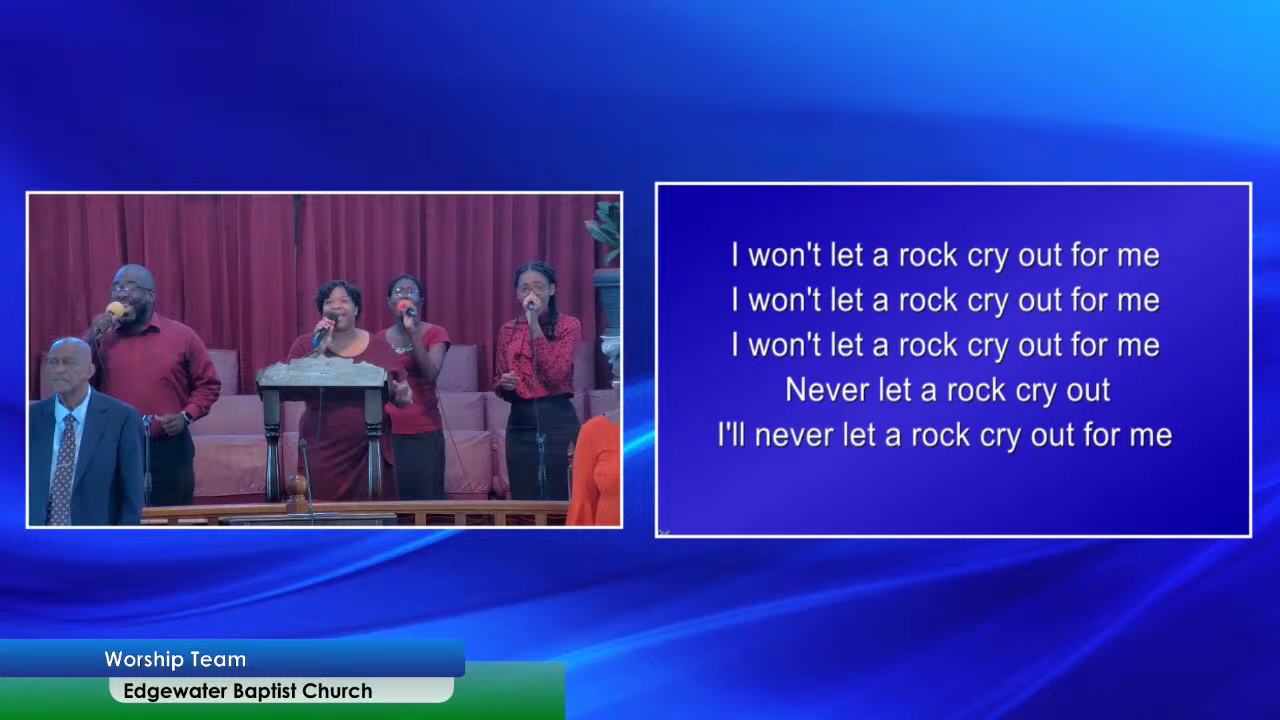 I won't let a rock cry out for me
I won't let a rock cry out for me
I won't let a rock cry out for me
Never let a rock cry out
I'll never let a rock cry out for me
Worship Team
Edgewater Baptist Church